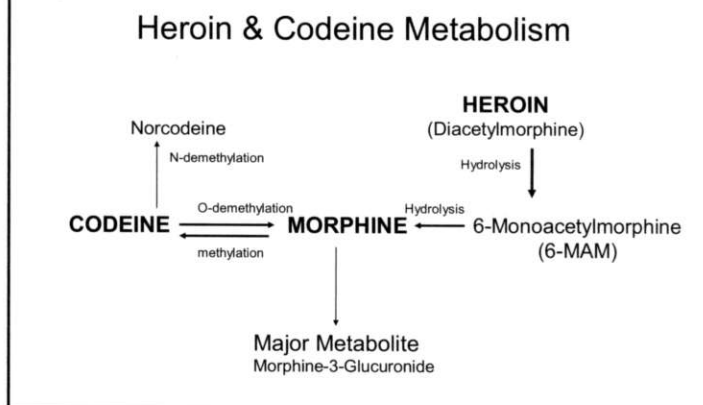 Heroin & Codeine Metabolism
HEROIN
(Diacetylmorphine)
Norcodeine
N-demethylation
Hydrolysis
O-demethylation
Hydrolysis
CODEINE
MORPHINE
6-Monoacetylmorphine
(6-MAM)
methylation
Major Metabolite
Morphine-3-Glucuronide